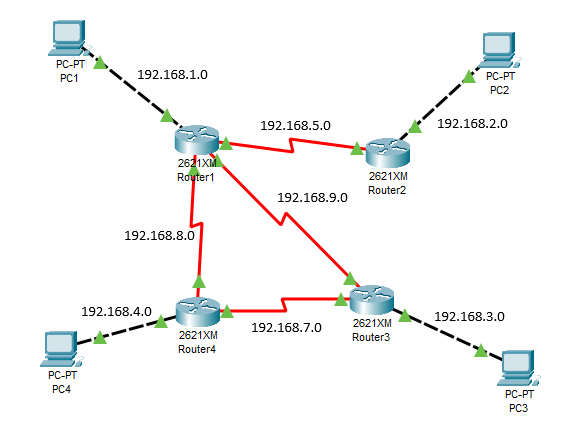 PC-PT
PC1
192.168.1.0
PC-PT
PC2
192.168.2.0
192.168.5.0
2621XM
Router1
2621XM
Router2
192.168.9.0
192.168.8.0
192.168.4.0
2621XM
Router4
192.168.7.0
2621XM
Router3
192.168.3.0
PC-PT
PC4
PC-PT
PC3